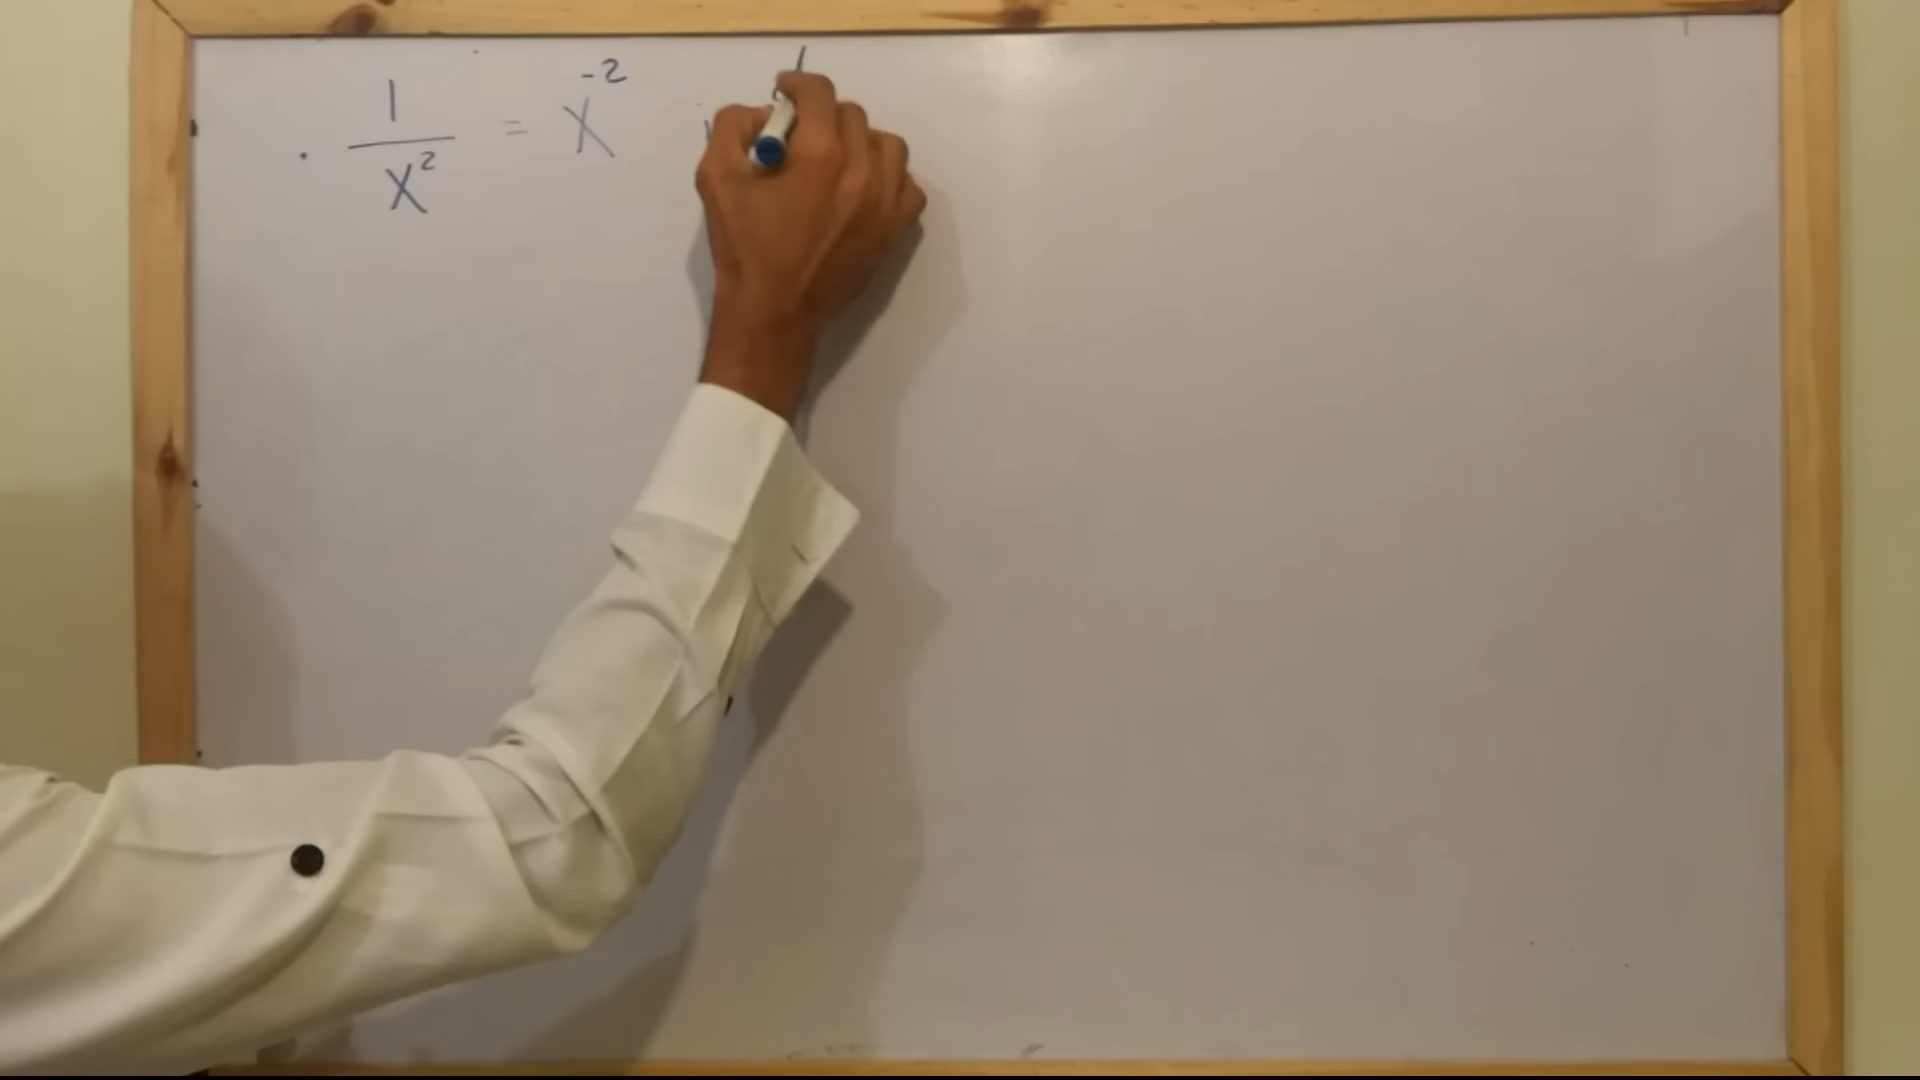 · 1/x² = x⁻²